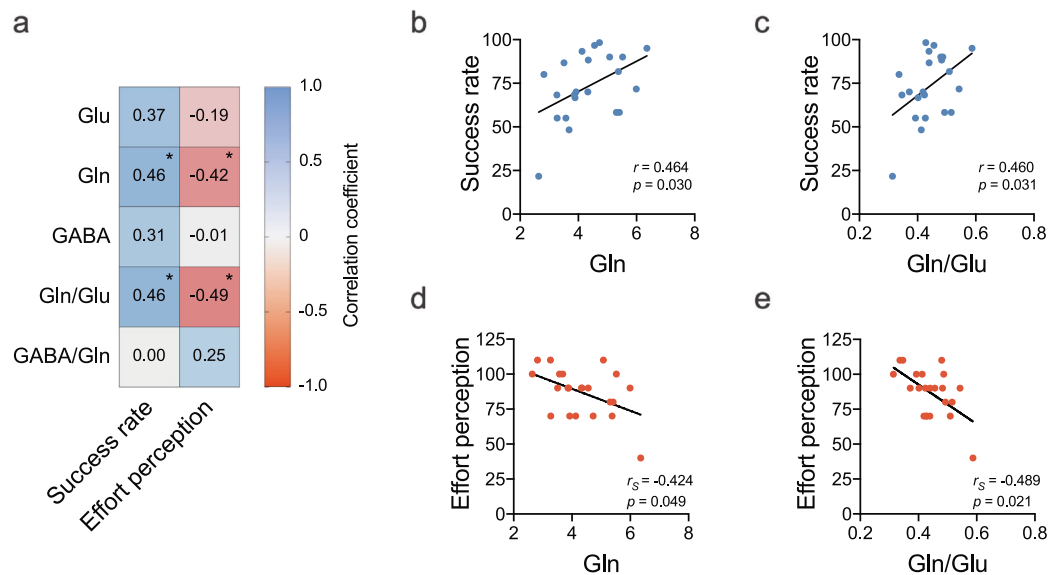 a
Glu
Gln
GABA
Gln/Glu
GABA/Gln
0.37
-0.19
0.46
*
-0.42
*
0.31
-0.01
0.46
*
-0.49
*
0.00
0.25
Success rate
Effort perception
1.0
0.5
0
-0.5
-1.0
Correlation coefficient
b
Success rate
100
75
50
25
0
2
4
6
8
Gln
r = 0.464
p = 0.030
c
Success rate
100
75
50
25
0
0.2
0.4
0.6
0.8
Gln/Glu
r = 0.460
p = 0.031
d
Effort perception
125
100
75
50
25
0
2
4
6
8
Gln
rS = -0.424
p = 0.049
e
Effort perception
125
100
75
50
25
0
0.2
0.4
0.6
0.8
Gln/Glu
rS = -0.489
p = 0.021